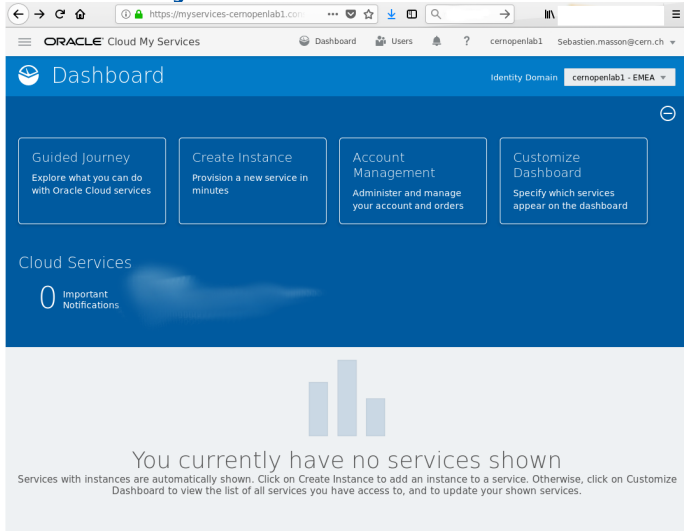 https://myservices-cernopenlab1.con
ORACLE® Cloud My Services
Dashboard
Users
?
cernopenlab1
Sebastien.masson@cern.ch
Dashboard
Identity Domain
cernopenlab1 - EMEA
Guided Journey
Explore what you can do
with Oracle Cloud services
Create Instance
Provision a new service in
minutes
Account
Management
Administer and manage
your account and orders
Customize
Dashboard
Specify which services
appear on the dashboard
Cloud Services
0 Important
Notifications
You currently have no services shown
Services with instances are automatically shown. Click on Create Instance to add an instance to a service. Otherwise, click on Customize
Dashboard to view the list of all services you have access to, and to update your shown services.